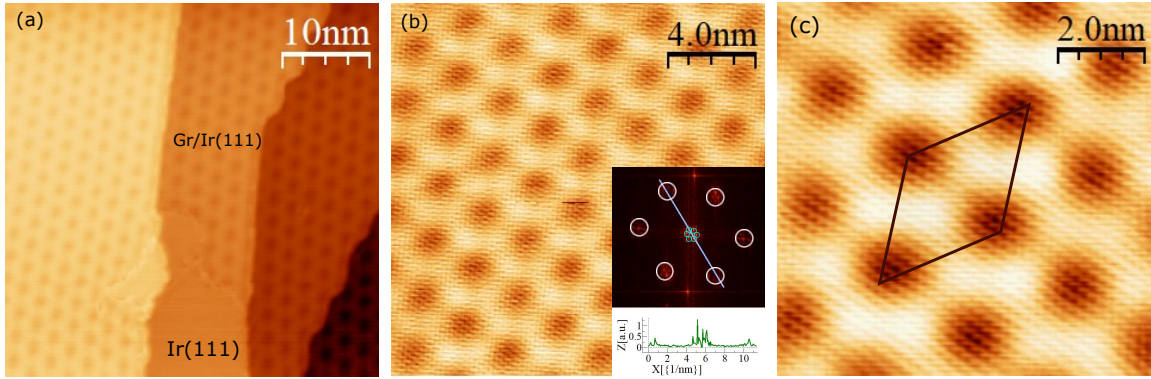 (a)
10nm
Gr/Ir(111)
Ir(111)
(b)
4.0nm
Z[a.u.]
1
0.5
0
0 2 4 6 8 10
X[{1/nm}]
(c)
2.0nm